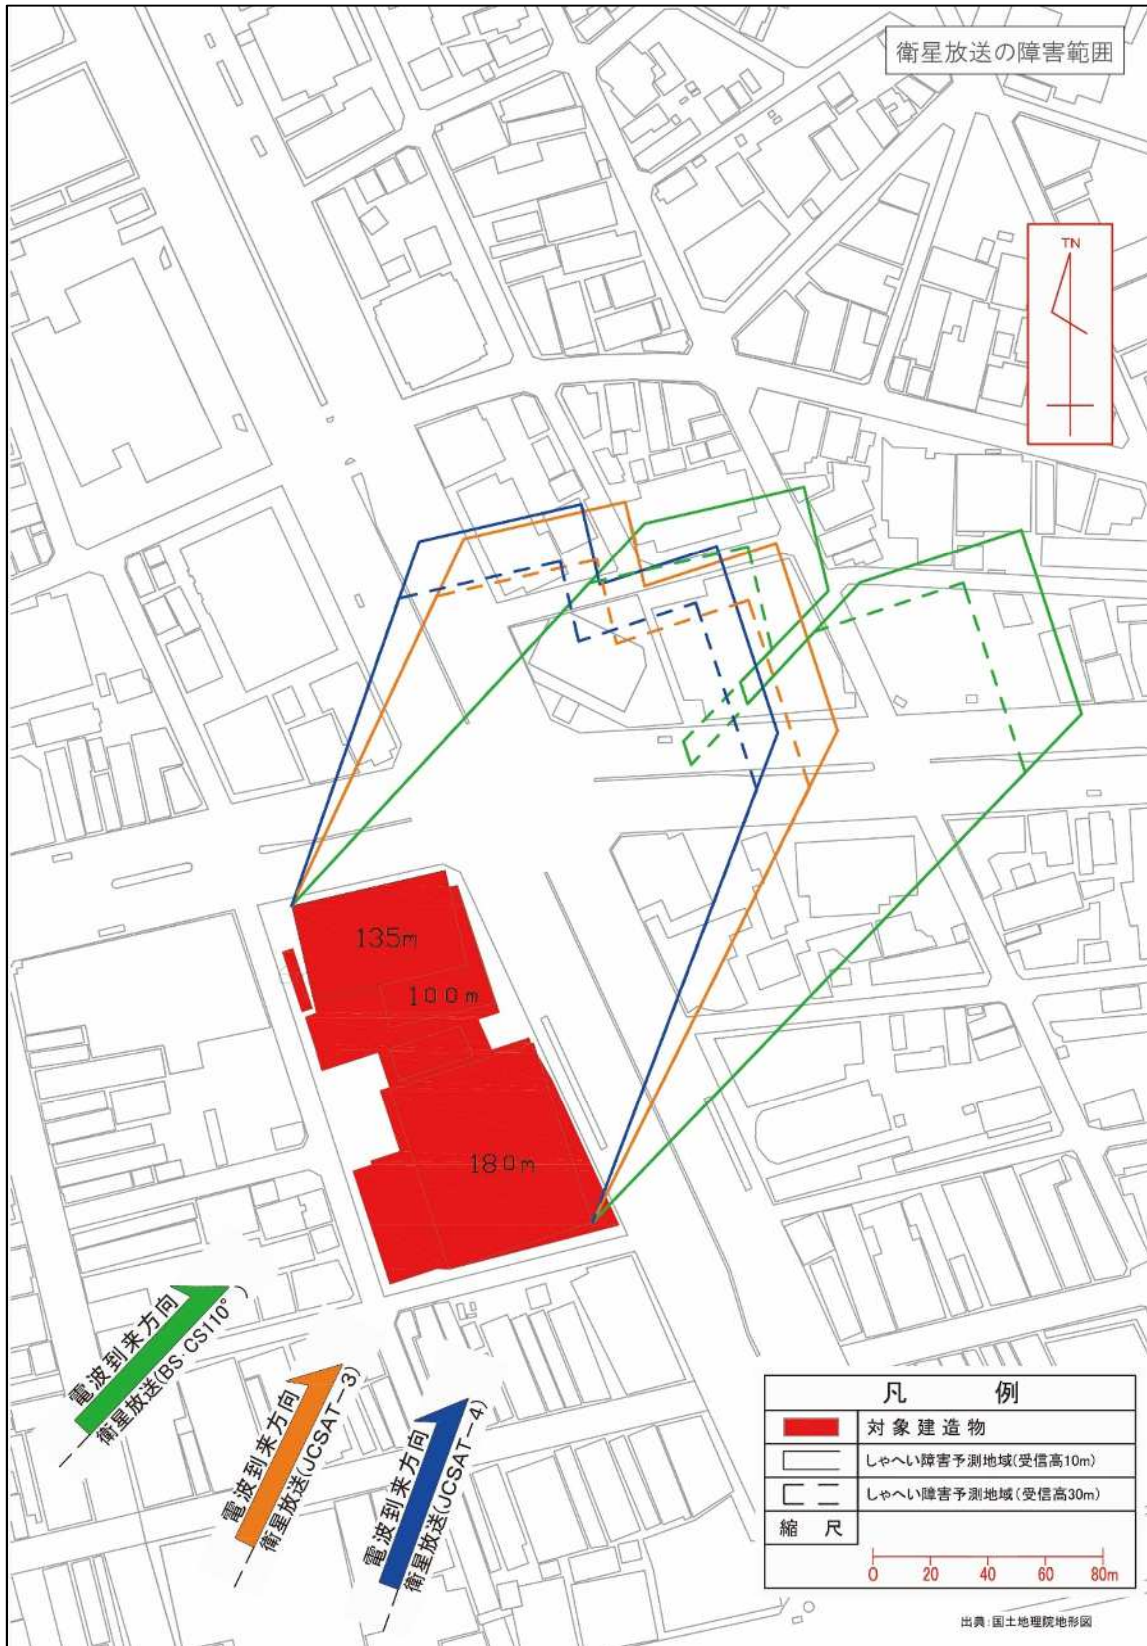 衛星放送の障害範囲
TN
135m
100m
180m
電波到来方向
衛星放送(BS・CS110°)
電波到来方向
衛星放送(JCSAT-3)
電波到来方向
衛星放送(JCSAT-4)
凡 例
対象建造物
しゃへい障害予測地域(受信高10m)
しゃへい障害予測地域(受信高30m)
縮 尺
0 20 40 60 80m
出典:国土地理院地形図